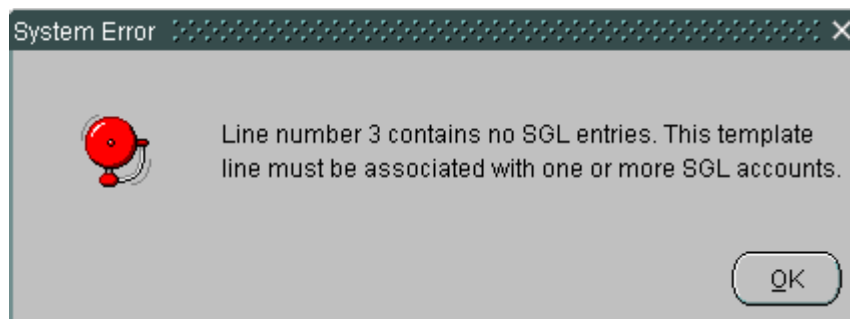 System Error
Line number 3 contains no SGL entries. This template
line must be associated with one or more SGL accounts.
OK